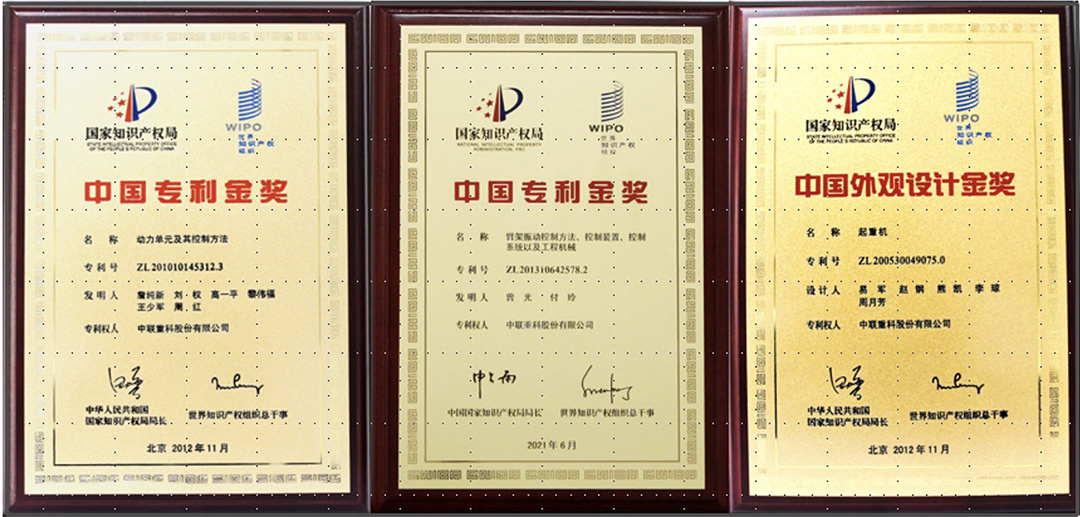 国家知识产权局
STATE INTELLECTUAL PROPERTY OFFICE
OF THE PEOPLE'S REPUBLIC OF CHINA
WIPO
世界
知识产权
组织
中国专利金奖
名 称 动力单元及其控制方法
专利号 ZL201010145312.3
发明人 詹纯新 刘·权 高一平 黎伟福
王少军 周·红
专利权人 中联重科股份有限公司
中华人民共和国
国家知识产权局局长
世界知识产权组织总干事
北京 2012年11月
国家知识产权局
NATIONAL INTELLECTUAL PROPERTY
ADMINISTRATION, PRC
WIPO
世界
知识产权
组织
中国专利金奖
名 称 臂架振动控制方法、控制装置、控制
系统以及工程机械
专利号 ZL201310642578.2
发明人 曾光 付玲
专利权人 中联重科股份有限公司
申长雨
中国国家知识产权局局长
世界知识产权组织总干事
2021年6月
国家知识产权局
STATE INTELLECTUAL PROPERTY OFFICE
OF THE PEOPLE'S REPUBLIC OF CHINA
WIPO
世界
知识产权
组织
中国外观设计金奖
名 称 起重机
专利号 ZL200530049075.0
设计人 易军 赵钢 熊凯 李琼
周月芳
专利权人 中联重科股份有限公司
中华人民共和国
国家知识产权局局长
世界知识产权组织总干事
北京 2012年11月